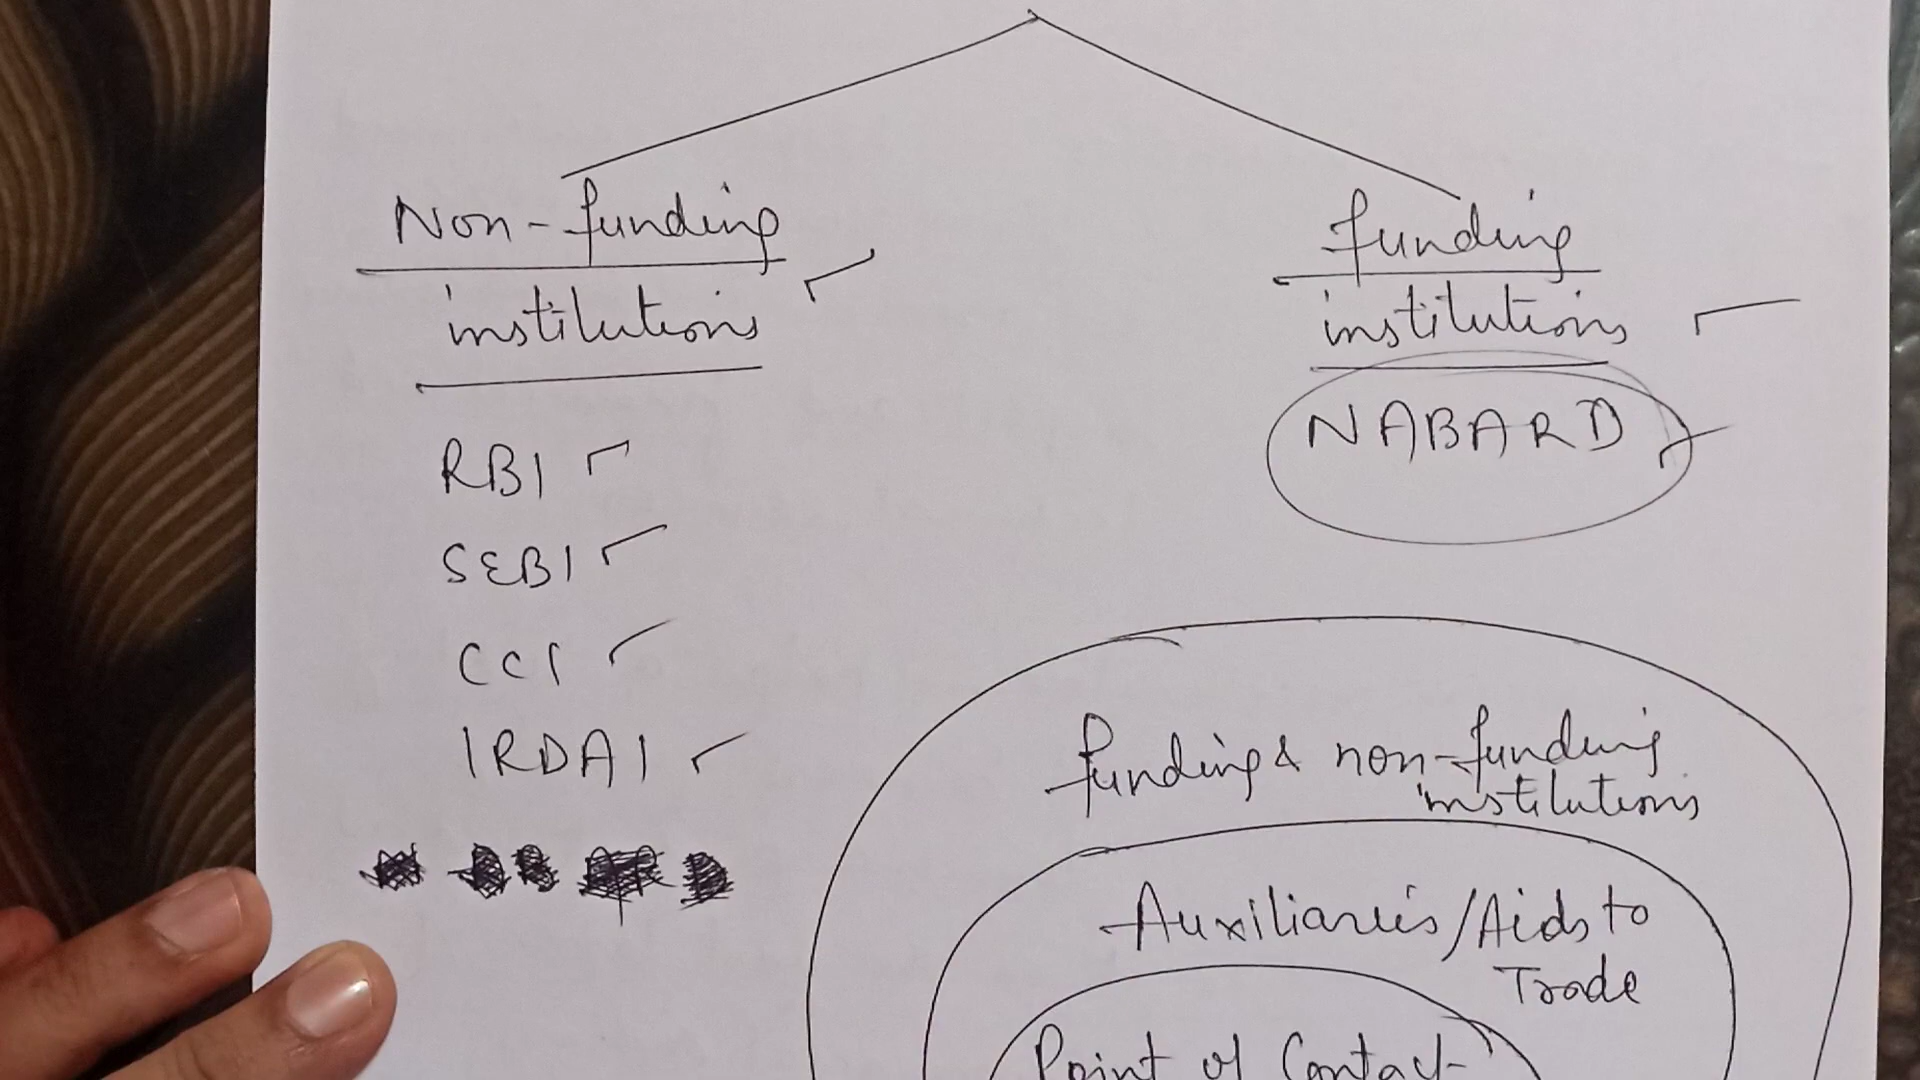 Non-funding
institutions
RBI
SEBI
CCI
IRDAI
funding
institutions
NABARD
funding & non-funding
institutions
Auxiliaries/Aids to
Trade
Point of Contact